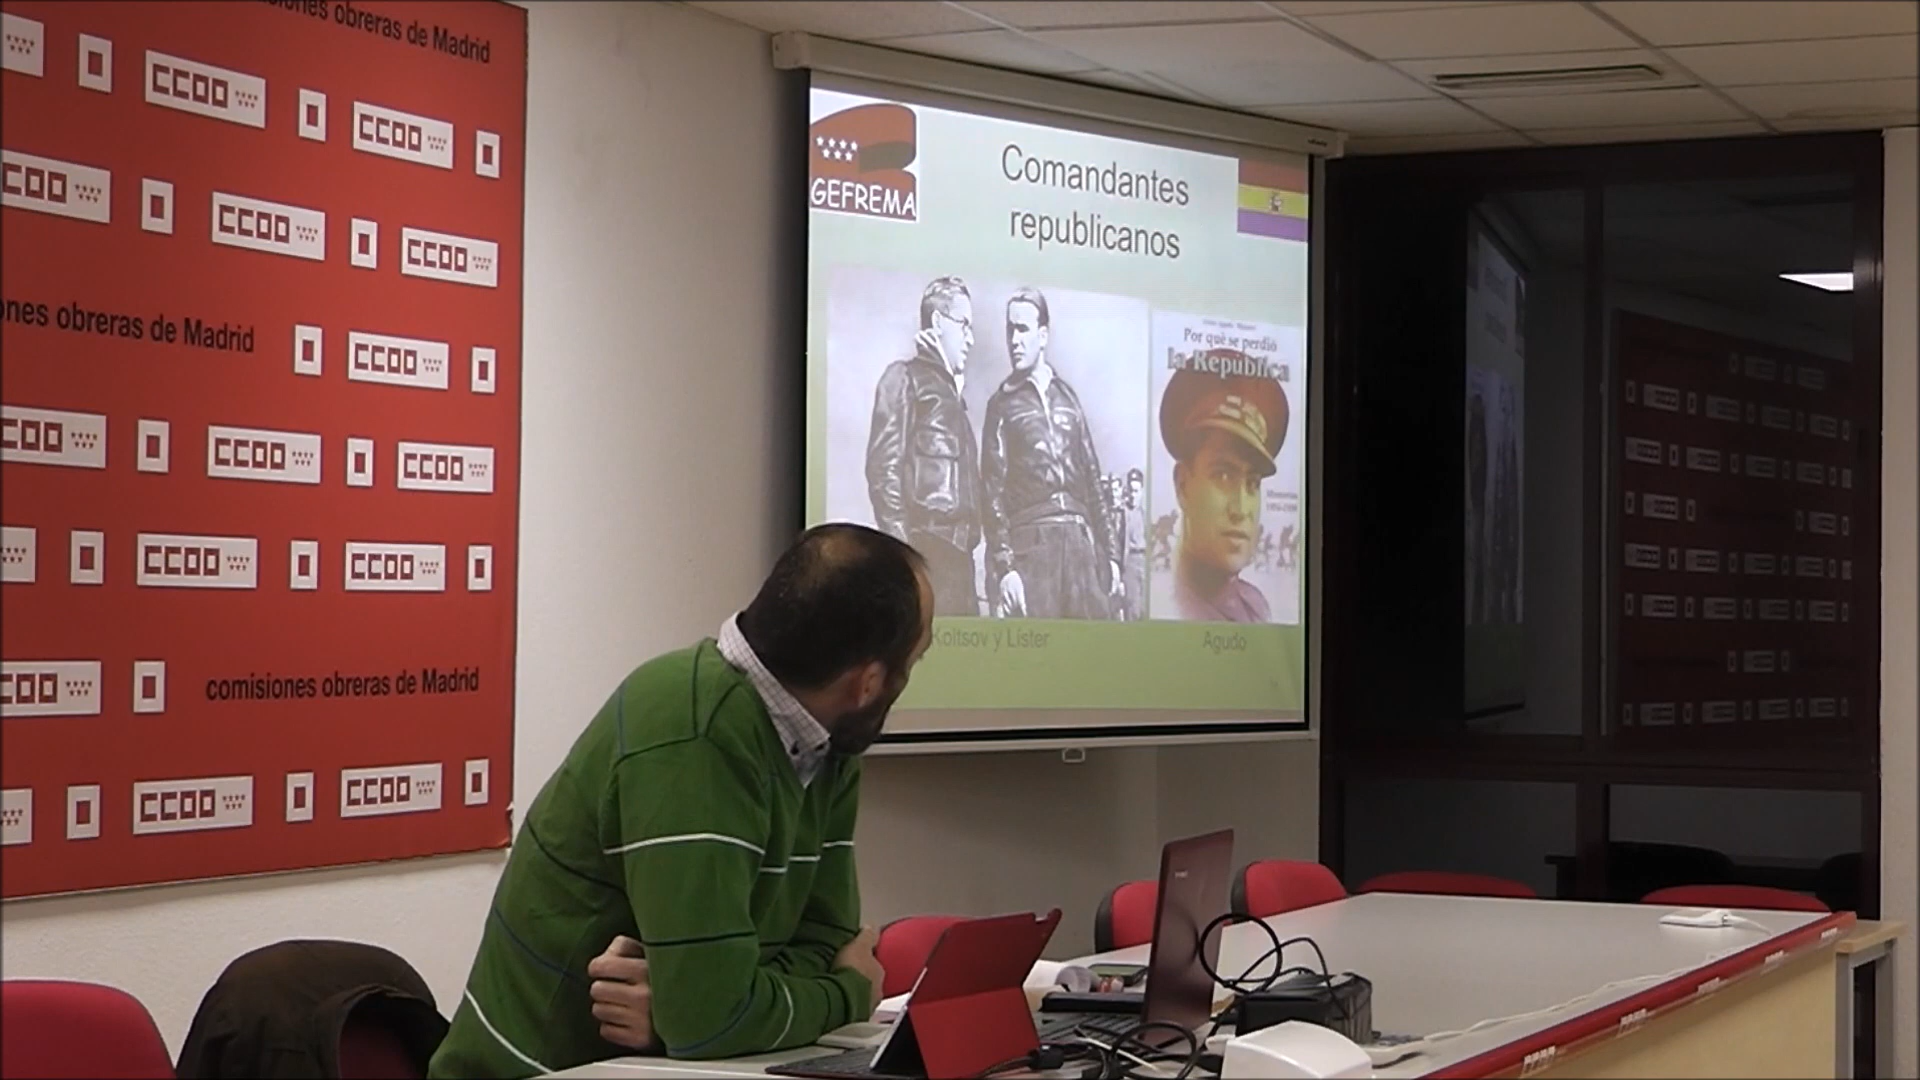 comisiones obreras de Madrid
CCOO
CCOO
CCOO
CCOO
CCOO
ones obreras de Madrid
CCOO
CCOO
CCOO
CCOO
CCOO
CCOO
CCOO
comisiones obreras de Madrid
CCOO
CCOO
GEFREMA
Comandantes
republicanos
Por qué se perdió
la República
Memorias
Koltsov y Líster
Agudo